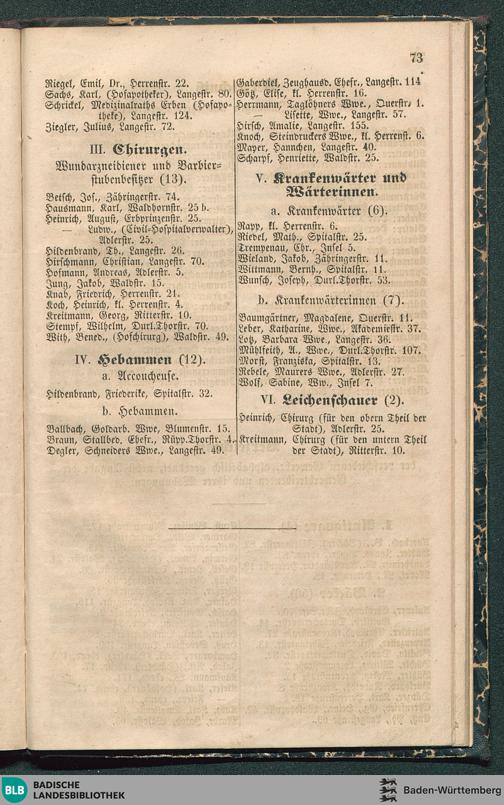 73
Riegel, Emil, Dr., Herrenstr. 22.
Sachs, Karl, (Hofapotheker), Langestr. 80.
Schrickel, Medizinalraths Erben (Hofapo-
theke), Langestr. 124.
Ziegler, Julius, Langestr. 72.
III. Chirurgen.
Wundarzneidiener und Barbier-
stubenbesitzer (13).
Betsch, Jos., Zähringerstr. 74.
Hausmann, Karl, Waldhornstr. 25 b.
Heinrich, August, Erbprinzenstr. 25.
— Ludw., (Civil-Hospitalverwalter),
Adlerstr. 25.
Hildenbrand, Th., Langestr. 26.
Hirschmann, Christian, Langestr. 70.
Hofmann, Andreas, Adlerstr. 5.
Jung, Jakob, Waldstr. 15.
Knab, Friedrich, Herrenstr. 21.
Koch, Heinrich, kl. Herrenstr. 4.
Kreitmann, Georg, Ritterstr. 10.
Stempf, Wilhelm, Durl.Thorstr. 70.
With, Bened., (Hofchirurg), Waldstr. 49.
IV. Hebammen (12).
a. Accoucheuse.
Hildenbrand, Friederike, Spitalstr. 32.
b. Hebammen.
Ballbach, Goldarb. Wwe, Blumenstr. 15.
Braun, Stallbed. Ehefr., Rüpp.Thorstr. 4.
Degler, Schneiders Wwe., Langestr. 49.
Gaberdiel, Zeughausd. Ehefr., Langestr. 114
Götz, Elise, kl. Herrenstr. 16.
Herrmann, Taglöhners Wwe., Querstr. 1.
— Lisette, Wwe., Langestr. 57.
Hirsch, Amalie, Langestr. 155.
Knoch, Steindruckers Wwe., kl. Herrenst. 6.
Mayer, Hannchen, Langestr. 40.
Scharpf, Henriette, Waldstr. 25.
V. Krankenwärter und
Wärterinnen.
a. Krankenwärter (6).
Rapp, kl. Herrenstr. 6.
Riedel, Math., Spitalstr. 25.
Trempenau, Chr., Insel 5.
Wieland, Jakob, Zähringerstr. 11.
Wittmann, Bernh., Spitalstr. 11.
Wunsch, Joseph, Durl.Thorstr. 53.
b. Krankenwärterinnen (7).
Baumgärtner, Magdalene, Querstr. 11.
Leber, Katharine, Wwe., Akademiestr. 37.
Lotz, Barbara Wwe., Langestr. 36.
Mühlfeith, A., Wwe., Durl.Thorstr. 107.
Morst, Franziska, Spitalstr. 13.
Rebele, Maurers Wwe., Adlerstr. 27.
Wolf, Sabine, Ww., Insel 7.
VI. Leichenschauer (2).
Heinrich, Chirurg (für den obern Theil der
Stadt), Adlerstr. 25.
Kreitmann, Chirurg (für den untern Theil
der Stadt), Ritterstr. 10.
BLB BADISCHE
LANDESBIBLIOTHEK
Baden-Württemberg